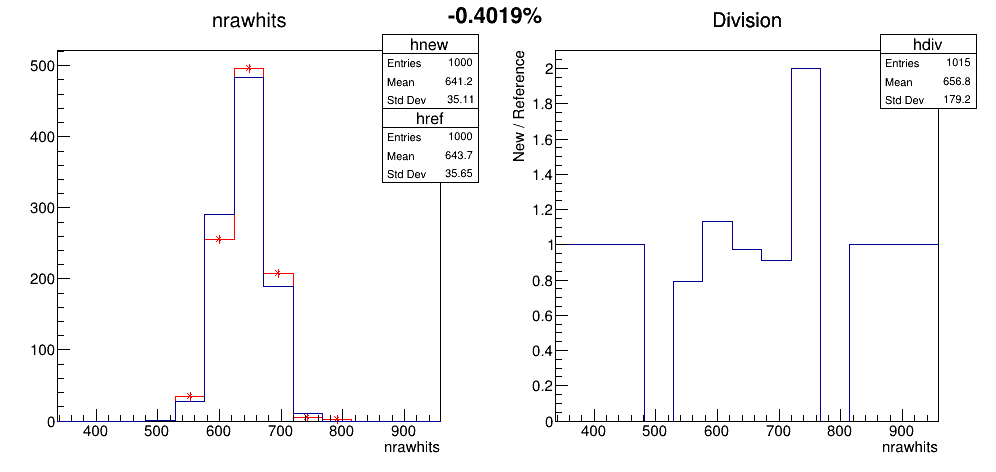 -0.4019%
nrawhits
hnew
Entries 1000
Mean 641.2
Std Dev 35.11
href
Entries 1000
Mean 643.7
Std Dev 35.65
500
400
300
200
100
0
400 500 600 700 800 900
nrawhits
Division
hdiv
Entries 1015
Mean 656.8
Std Dev 179.2
New / Reference
2
1.8
1.6
1.4
1.2
1
0.8
0.6
0.4
0.2
0
400 500 600 700 800 900
nrawhits